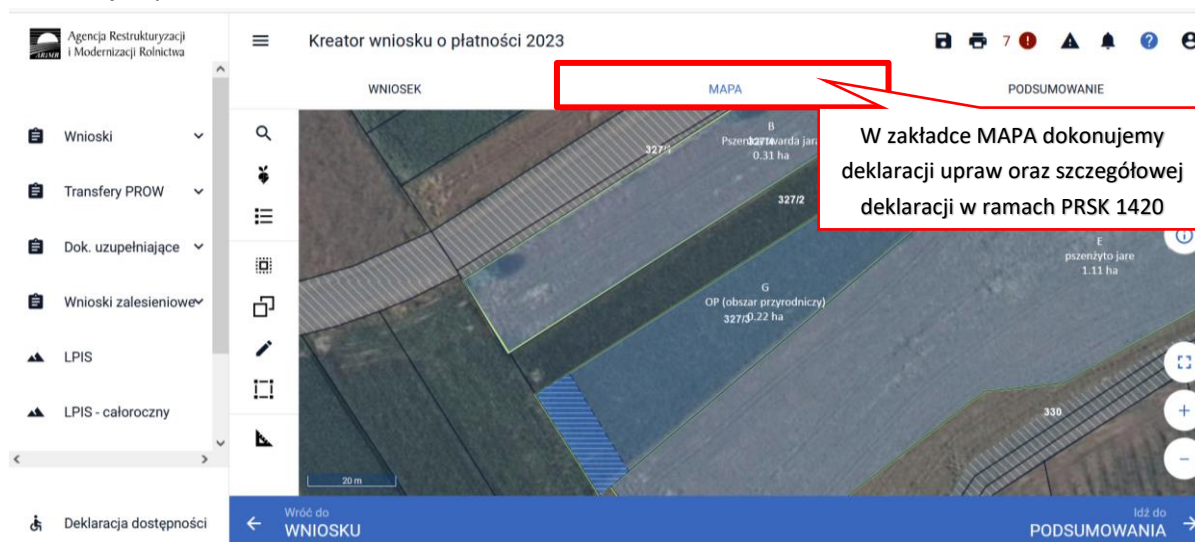 Agencja Restrukturyzacji
i Modernizacji Rolnictwa
ARiMR
Kreator wniosku o płatności 2023
7
WNIOSEK
MAPA
PODSUMOWANIE
W zakładce MAPA dokonujemy
deklaracji upraw oraz szczegółowej
deklaracji w ramach PRSK 1420
Wnioski
Transfery PROW
Dok. uzupełniające
Wnioski zalesieniowe
LPIS
LPIS - całoroczny
Deklaracja dostępności
B
0.31 ha
327/2
E
pszenżyto jare
1.11 ha
G
OP (obszar przyrodniczy)
0.22 ha
327/3
330
20 m
Wróć do
WNIOSKU
Idź do
PODSUMOWANIA